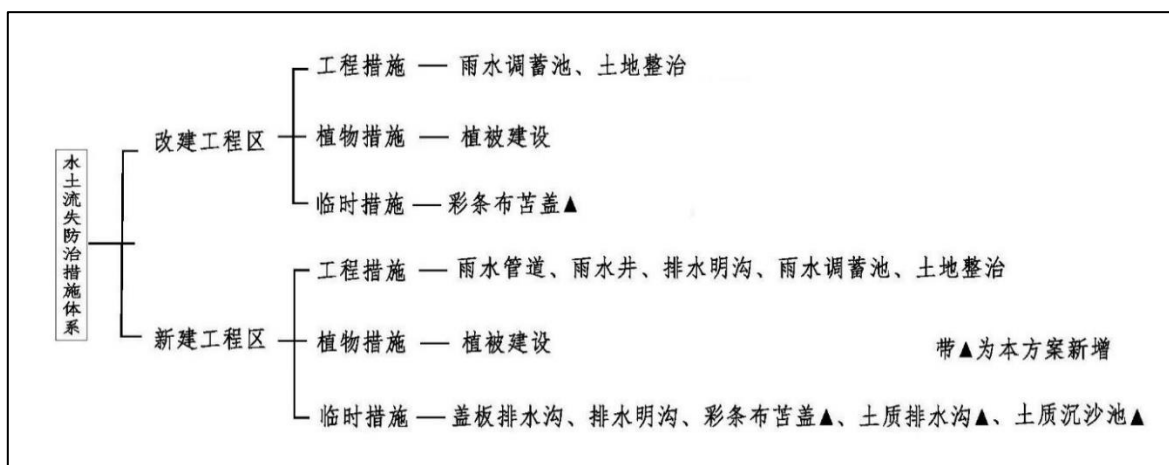 水土流失防治措施体系
改建工程区
工程措施 — 雨水调蓄池、土地整治
植物措施 — 植被建设
临时措施 — 彩条布苫盖▲
新建工程区
工程措施 — 雨水管道、雨水井、排水明沟、雨水调蓄池、土地整治
植物措施 — 植被建设
带▲为本方案新增
临时措施 — 盖板排水沟、排水明沟、彩条布苫盖▲、土质排水沟▲、土质沉沙池▲